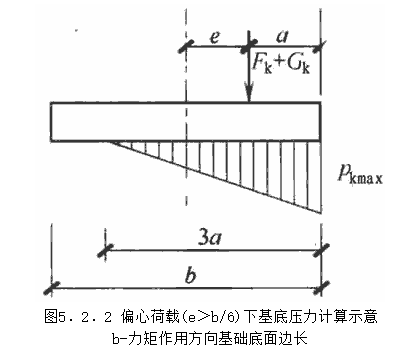 e
a
Fk+Gk
pkmax
3a
b
图5．2．2 偏心荷载(e＞b/6)下基底压力计算示意
b-力矩作用方向基础底面边长